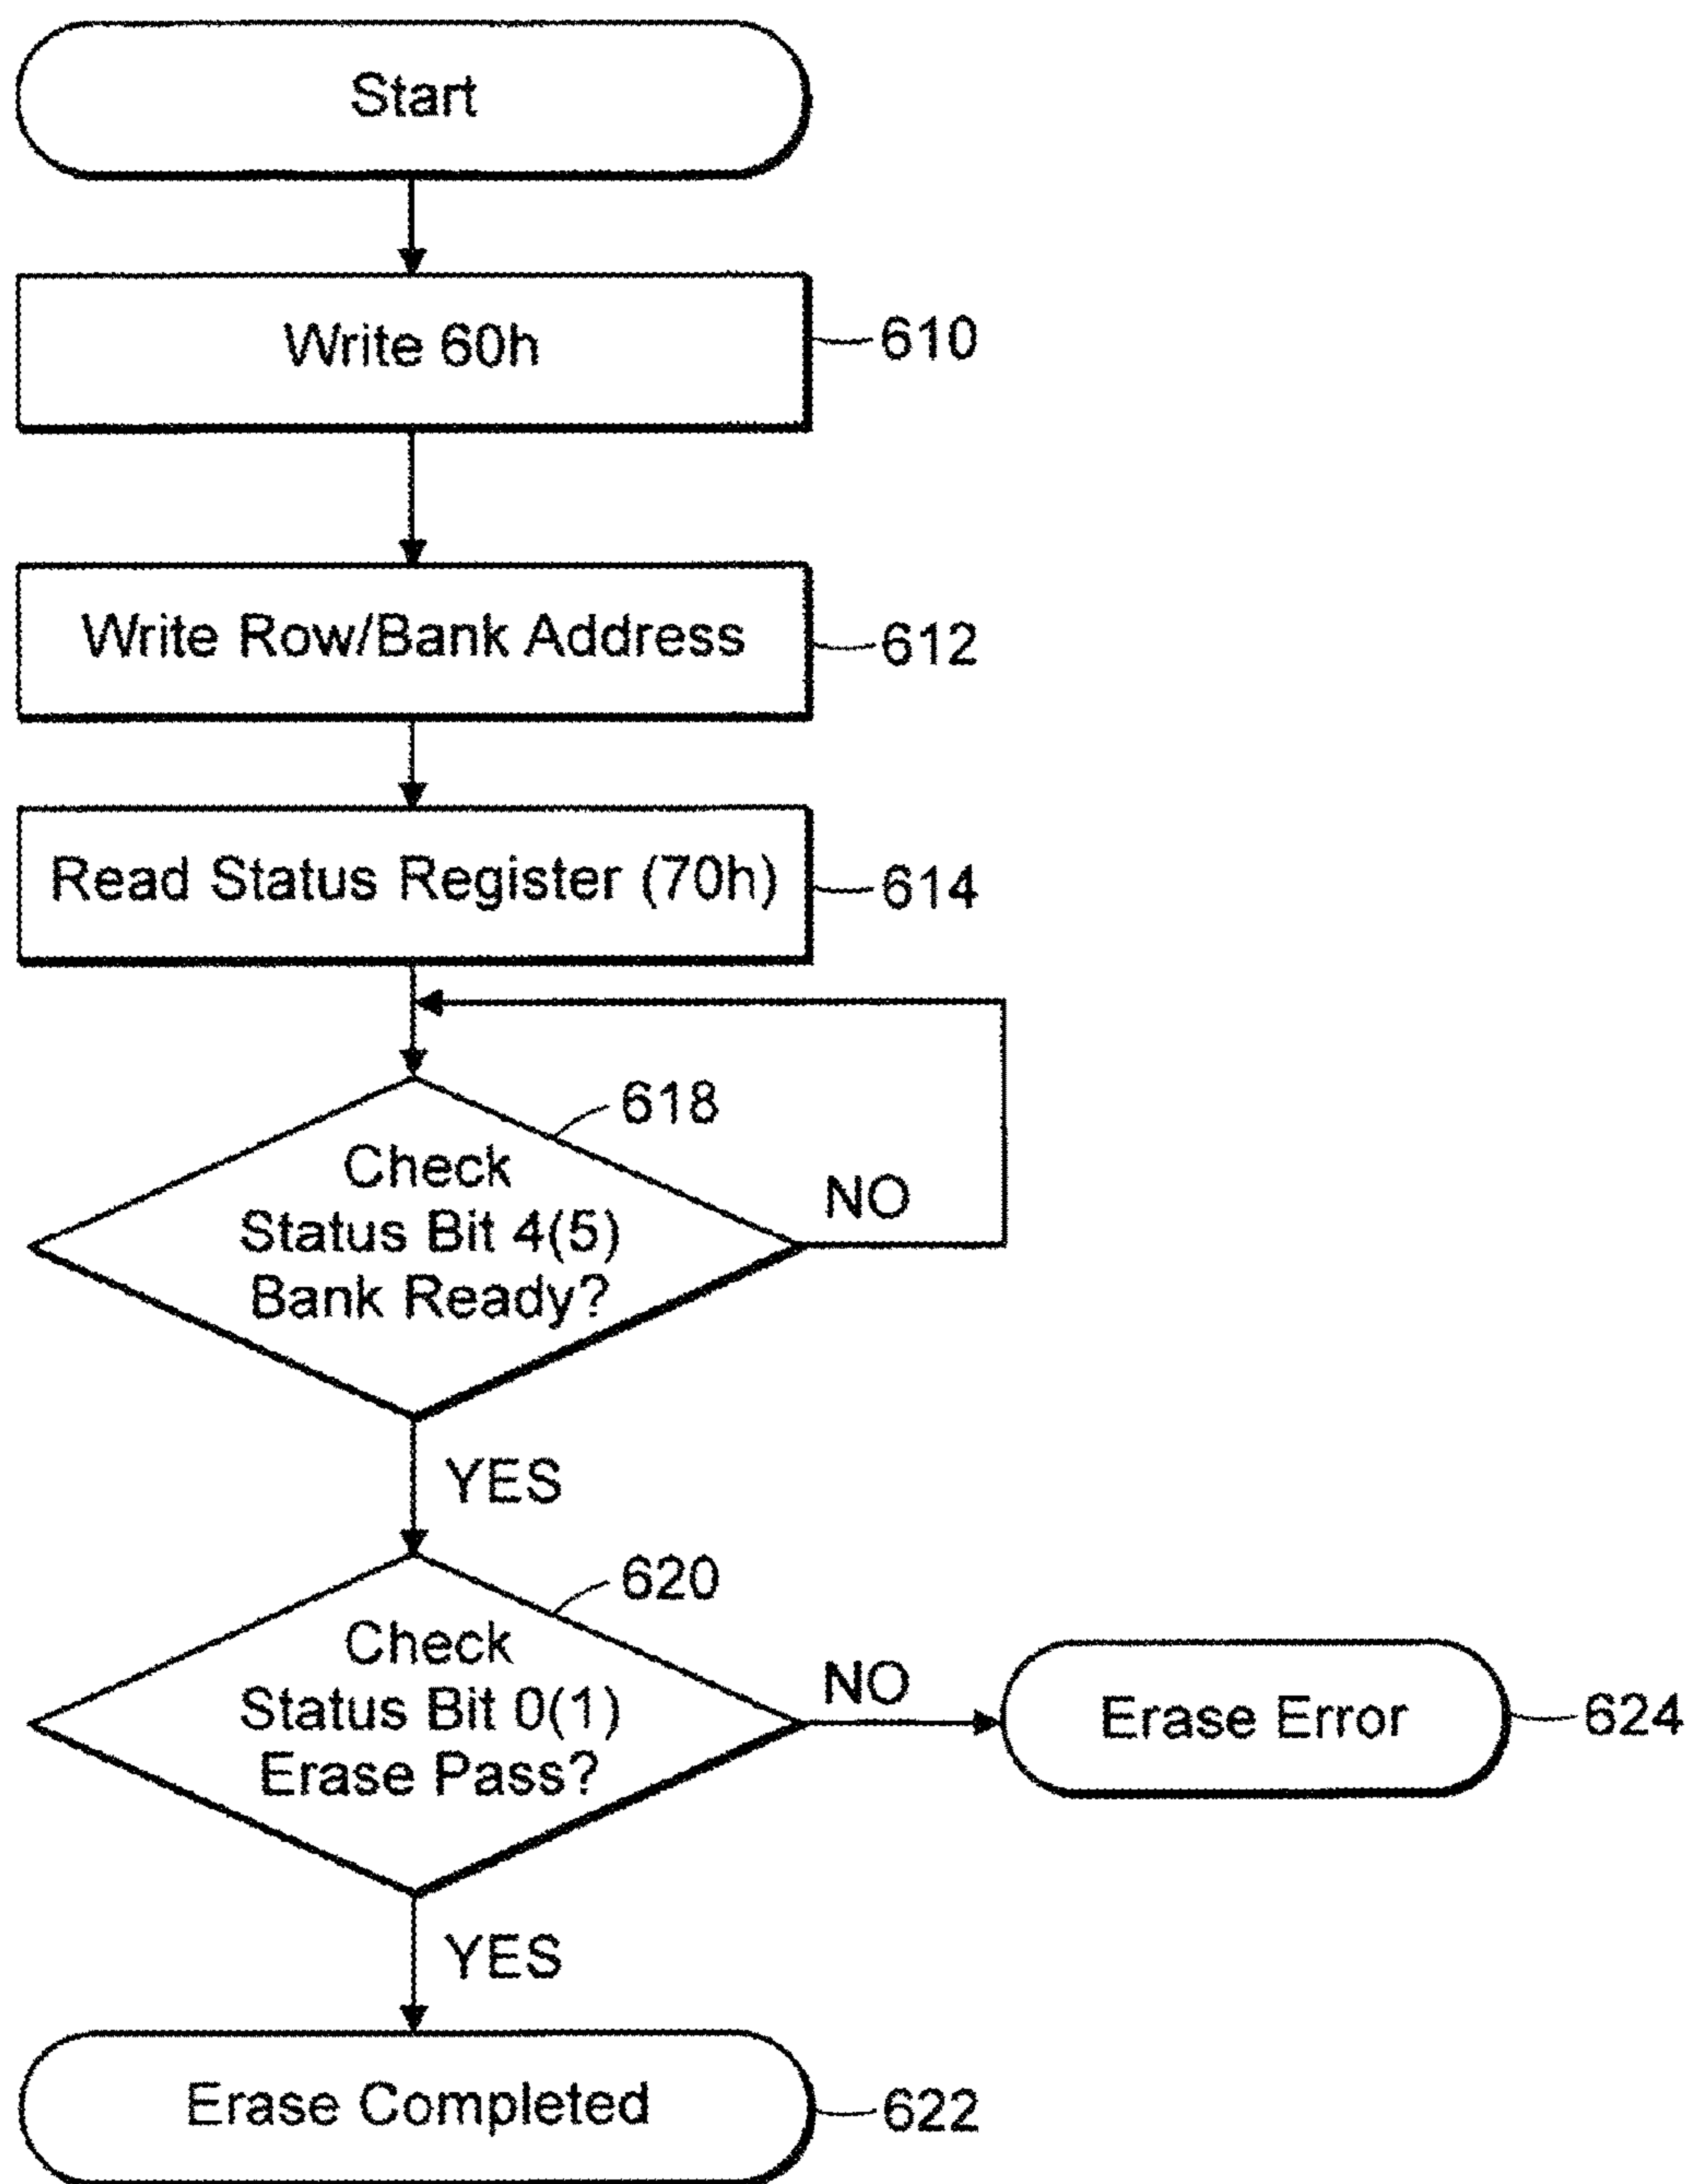 Start
Write 60h
610
Write Row/Bank Address
612
Read Status Register (70h)
614
618
Check
Status Bit 4(5)
Bank Ready?
NO
YES
620
Check
Status Bit 0(1)
Erase Pass?
NO
Erase Error
624
YES
Erase Completed
622